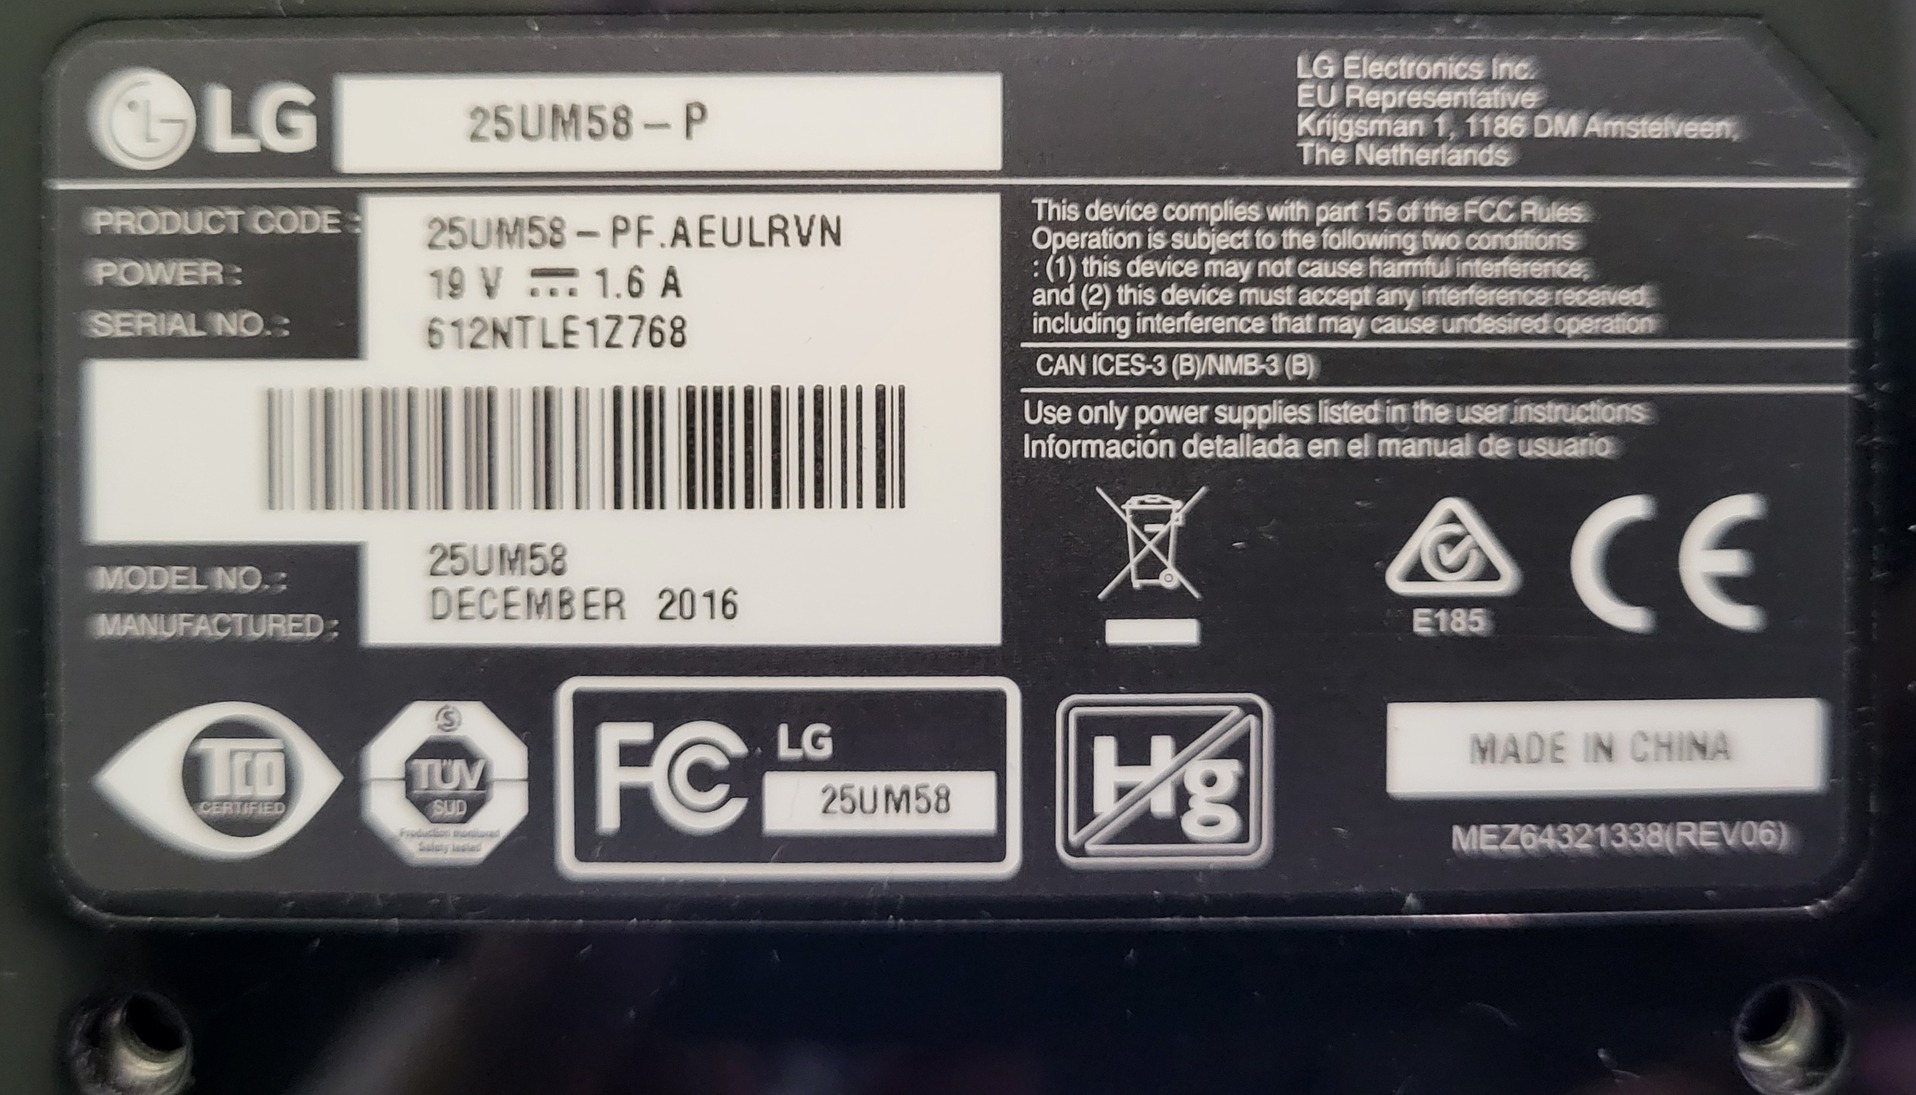 LG 25UM58-P
LG Electronics Inc.
EU Representative
Krijgsman 1, 1186 DM Amstelveen,
The Netherlands
PRODUCT CODE : 25UM58-PF.AEULRVN
POWER : 19 V ⎓ 1.6 A
SERIAL NO. : 612NTLE1Z768
MODEL NO. : 25UM58
MANUFACTURED : DECEMBER 2016
This device complies with part 15 of the FCC Rules.
Operation is subject to the following two conditions
: (1) this device may not cause harmful interference,
and (2) this device must accept any interference received,
including interference that may cause undesired operation
CAN ICES-3 (B)/NMB-3 (B)
Use only power supplies listed in the user instructions
Información detallada en el manual de usuario
E185
CE
TCO
CERTIFIED
S
TÜV
SÜD
Production monitored
Safety tested
FC LG
25UM58
Hg
MADE IN CHINA
MEZ64321338(REV06)